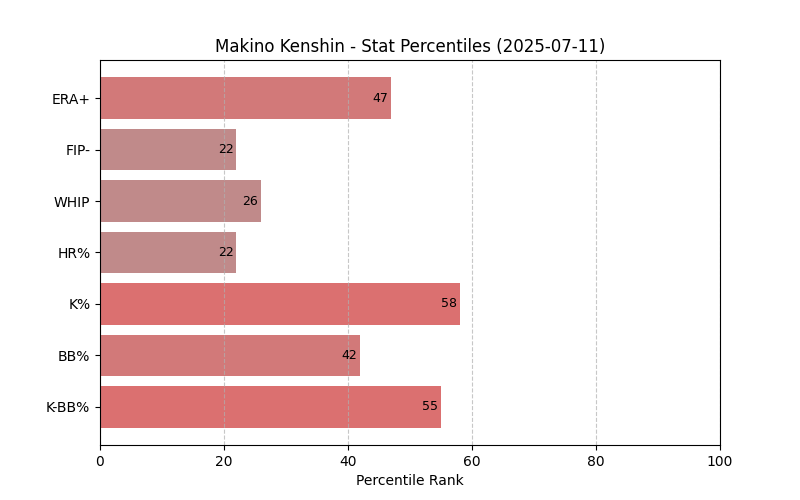 Makino Kenshin - Stat Percentiles (2025-07-11)
ERA+
47
FIP-
22
WHIP
26
HR%
22
K%
58
BB%
42
K-BB%
55
0 20 40 60 80 100
Percentile Rank